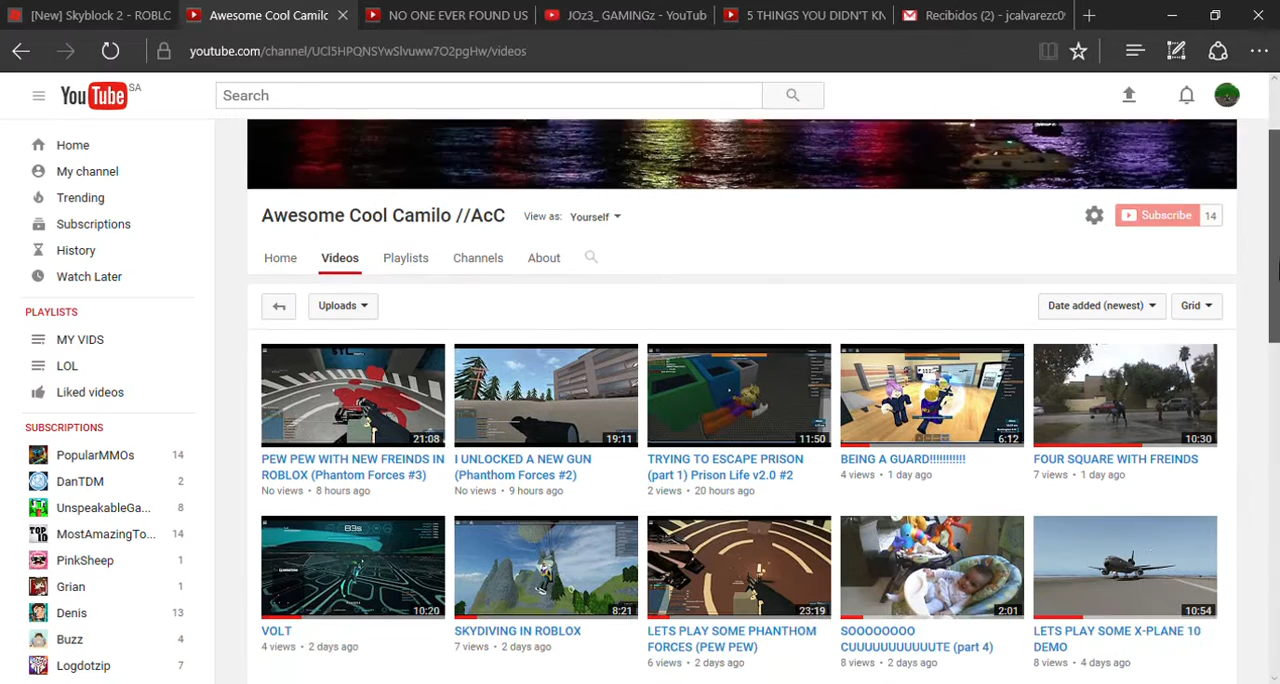 [New] Skyblock 2 - ROBLC
Awesome Cool Camilc
NO ONE EVER FOUND US
JOz3_ GAMINGz - YouTub
5 THINGS YOU DIDN'T KN
Recibidos (2) - jcalvarezc0
youtube.com/channel/UCl5HPQNSYwSlvuww7O2pgHw/videos
YouTube SA
Search
Home
My channel
Trending
Subscriptions
History
Watch Later
PLAYLISTS
MY VIDS
LOL
Liked videos
SUBSCRIPTIONS
PopularMMOs 14
DanTDM 2
UnspeakableGa... 8
MostAmazingTo... 14
PinkSheep 1
Grian 1
Denis 13
Buzz 4
Logdotzip 7
Awesome Cool Camilo //AcC
View as: Yourself
Subscribe 14
Home Videos Playlists Channels About
Uploads
Date added (newest)
Grid
21:08
PEW PEW WITH NEW FREINDS IN
ROBLOX (Phantom Forces #3)
No views • 8 hours ago
19:11
I UNLOCKED A NEW GUN
(Phanthom Forces #2)
No views • 9 hours ago
11:50
TRYING TO ESCAPE PRISON
(part 1) Prison Life v2.0 #2
2 views • 20 hours ago
6:12
BEING A GUARD!!!!!!!!!!!
4 views • 1 day ago
10:30
FOUR SQUARE WITH FREINDS
7 views • 1 day ago
10:20
VOLT
4 views • 2 days ago
8:21
SKYDIVING IN ROBLOX
7 views • 2 days ago
23:19
LETS PLAY SOME PHANTHOM
FORCES (PEW PEW)
6 views • 2 days ago
2:01
SOOOOOOOO
CUUUUUUUUUUTE (part 4)
8 views • 2 days ago
10:54
LETS PLAY SOME X-PLANE 10
DEMO
8 views • 4 days ago